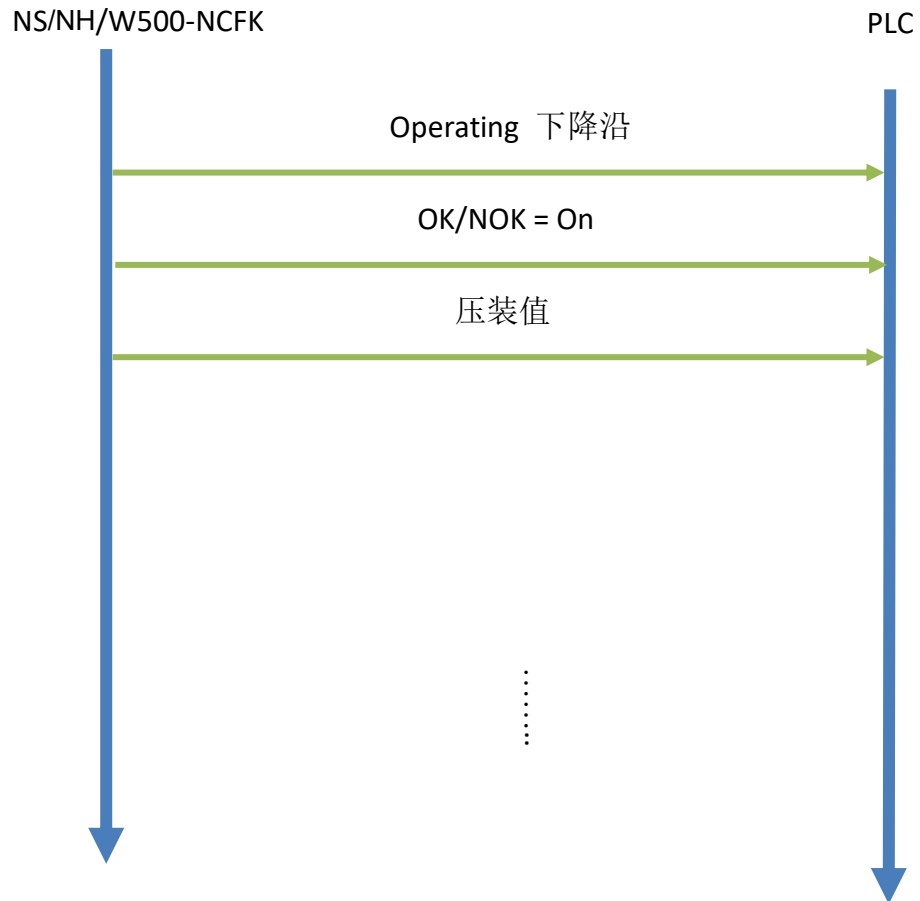 NS/NH/W500-NCFK
PLC
Operating 下降沿
OK/NOK = On
压装值
………